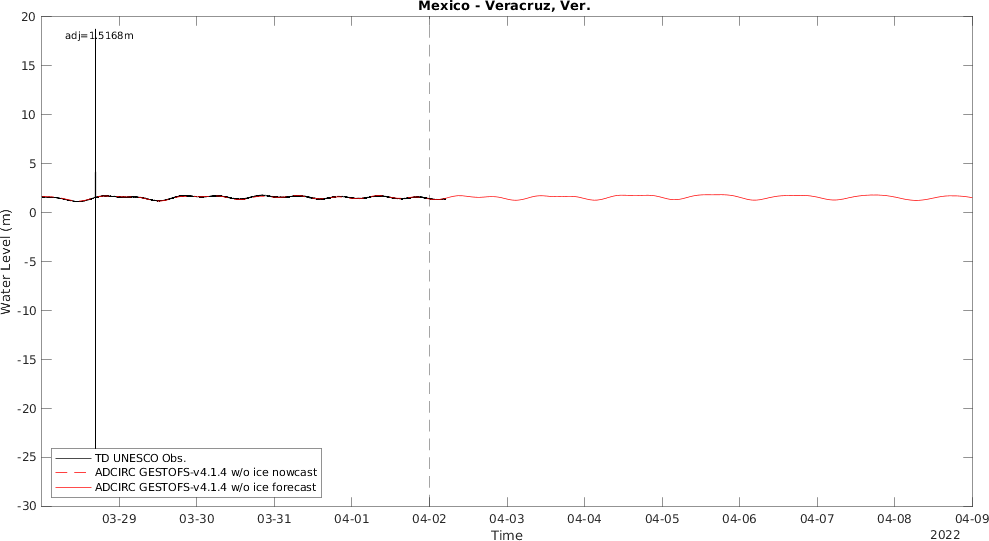 Mexico - Veracruz, Ver.
adj=1.5168m
20
15
10
5
0
-5
-10
-15
-20
-25
-30
Water Level (m)
TD UNESCO Obs.
ADCIRC GESTOFS-v4.1.4 w/o ice nowcast
ADCIRC GESTOFS-v4.1.4 w/o ice forecast
03-29 03-30 03-31 04-01 04-02 04-03 04-04 04-05 04-06 04-07 04-08 04-09
Time
2022